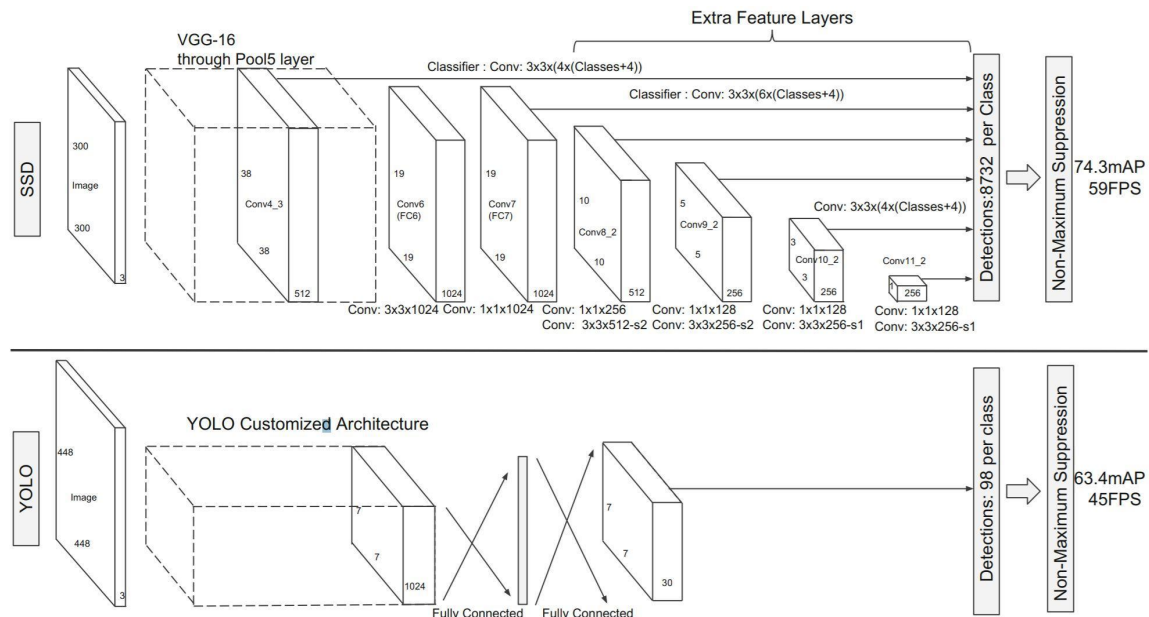 Extra Feature Layers
VGG-16
through Pool5 layer
Classifier : Conv: 3x3x(4x(Classes+4))
Classifier : Conv: 3x3x(6x(Classes+4))
SSD
300
Image
300
3
38
Conv4_3
38
512
19
Conv6
(FC6)
19
1024
19
Conv7
(FC7)
19
1024
10
Conv8_2
10
512
5
Conv9_2
5
256
Conv: 3x3x(4x(Classes+4))
3
Conv10_2
3
256
Conv11_2
1
256
Detections:8732 per Class
Non-Maximum Suppression
74.3mAP
59FPS
Conv: 3x3x1024
Conv: 1x1x1024
Conv: 1x1x256
Conv: 3x3x512-s2
Conv: 1x1x128
Conv: 3x3x256-s2
Conv: 1x1x128
Conv: 3x3x256-s1
Conv: 1x1x128
Conv: 3x3x256-s1
YOLO
448
Image
448
3
YOLO Customized Architecture
7
7
1024
Fully Connected
Fully Connected
7
7
30
Detections: 98 per class
Non-Maximum Suppression
63.4mAP
45FPS